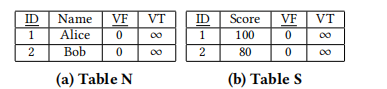 ID Name VF VT
1 Alice 0 ∞
2 Bob 0 ∞
(a) Table N
ID Score VF VT
1 100 0 ∞
2 80 0 ∞
(b) Table S